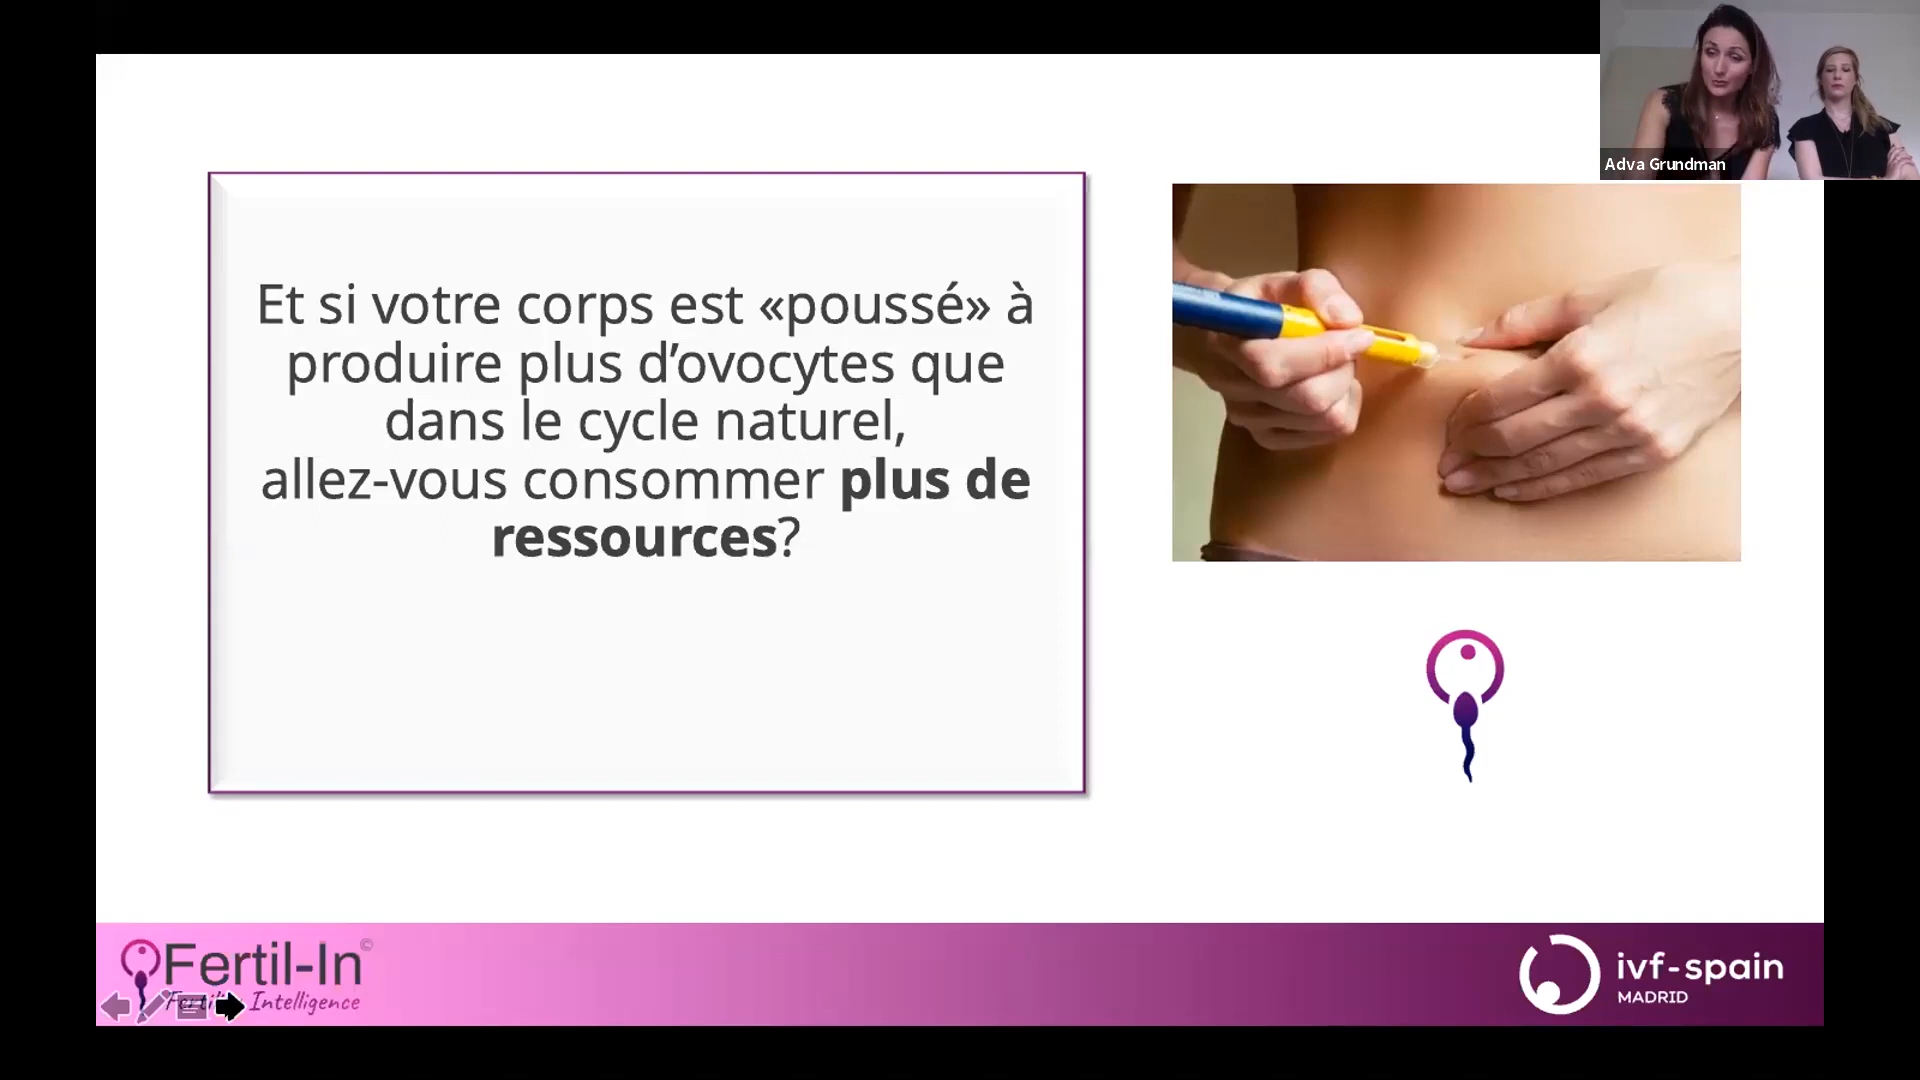 Adva Grundman
Et si votre corps est «poussé» à
produire plus d’ovocytes que
dans le cycle naturel,
allez-vous consommer plus de
ressources?
Fertil-In©
Intelligence
ivf-spain
MADRID